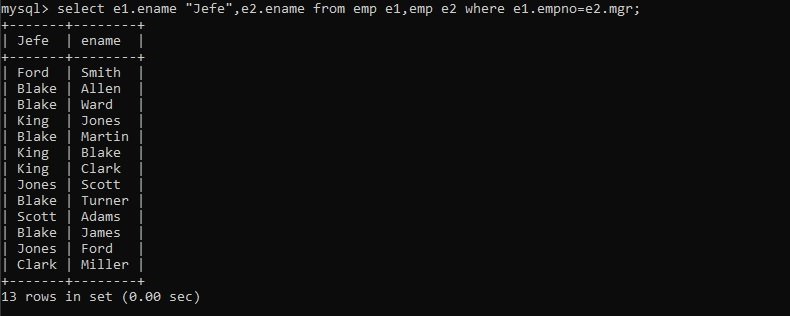 mysql> select e1.ename "Jefe",e2.ename from emp e1,emp e2 where e1.empno=e2.mgr;
+-------+--------+
| Jefe  | ename  |
+-------+--------+
| Ford  | Smith  |
| Blake | Allen  |
| Blake | Ward   |
| King  | Jones  |
| Blake | Martin |
| King  | Blake  |
| King  | Clark  |
| Jones | Scott  |
| Blake | Turner |
| Scott | Adams  |
| Blake | James  |
| Jones | Ford   |
| Clark | Miller |
+-------+--------+
13 rows in set (0.00 sec)